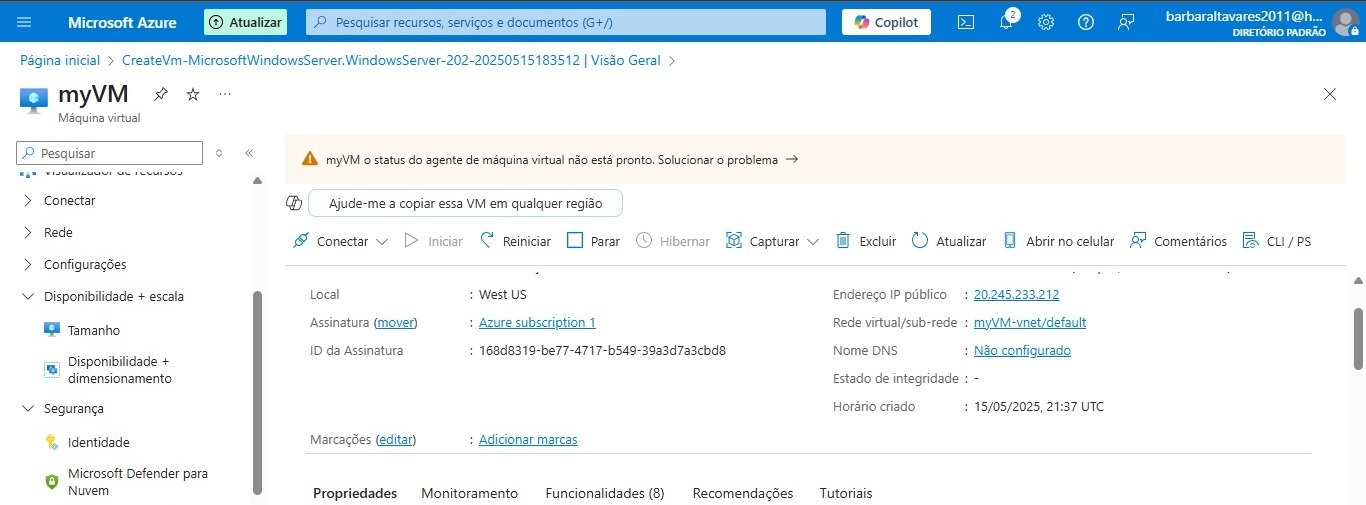 Microsoft Azure
Atualizar
Pesquisar recursos, serviços e documentos (G+/)
Copilot
2
barbaraltavares2011@h...
DIRETÓRIO PADRÃO
Página inicial > CreateVm-MicrosoftWindowsServer.WindowsServer-202-20250515183512 | Visão Geral >
myVM
Máquina virtual
Pesquisar
Visualizador de recursos
Conectar
Rede
Configurações
Disponibilidade + escala
Tamanho
Disponibilidade +
dimensionamento
Segurança
Identidade
Microsoft Defender para
Nuvem
myVM o status do agente de máquina virtual não está pronto. Solucionar o problema →
Ajude-me a copiar essa VM em qualquer região
Conectar Iniciar Reiniciar Parar Hibernar Capturar Excluir Atualizar Abrir no celular Comentários CLI / PS
Local : West US
Assinatura (mover) : Azure subscription 1
ID da Assinatura : 168d8319-be77-4717-b549-39a3d7a3cbd8
Endereço IP público : 20.245.233.212
Rede virtual/sub-rede : myVM-vnet/default
Nome DNS : Não configurado
Estado de integridade : -
Horário criado : 15/05/2025, 21:37 UTC
Marcações (editar) : Adicionar marcas
Propriedades Monitoramento Funcionalidades (8) Recomendações Tutoriais